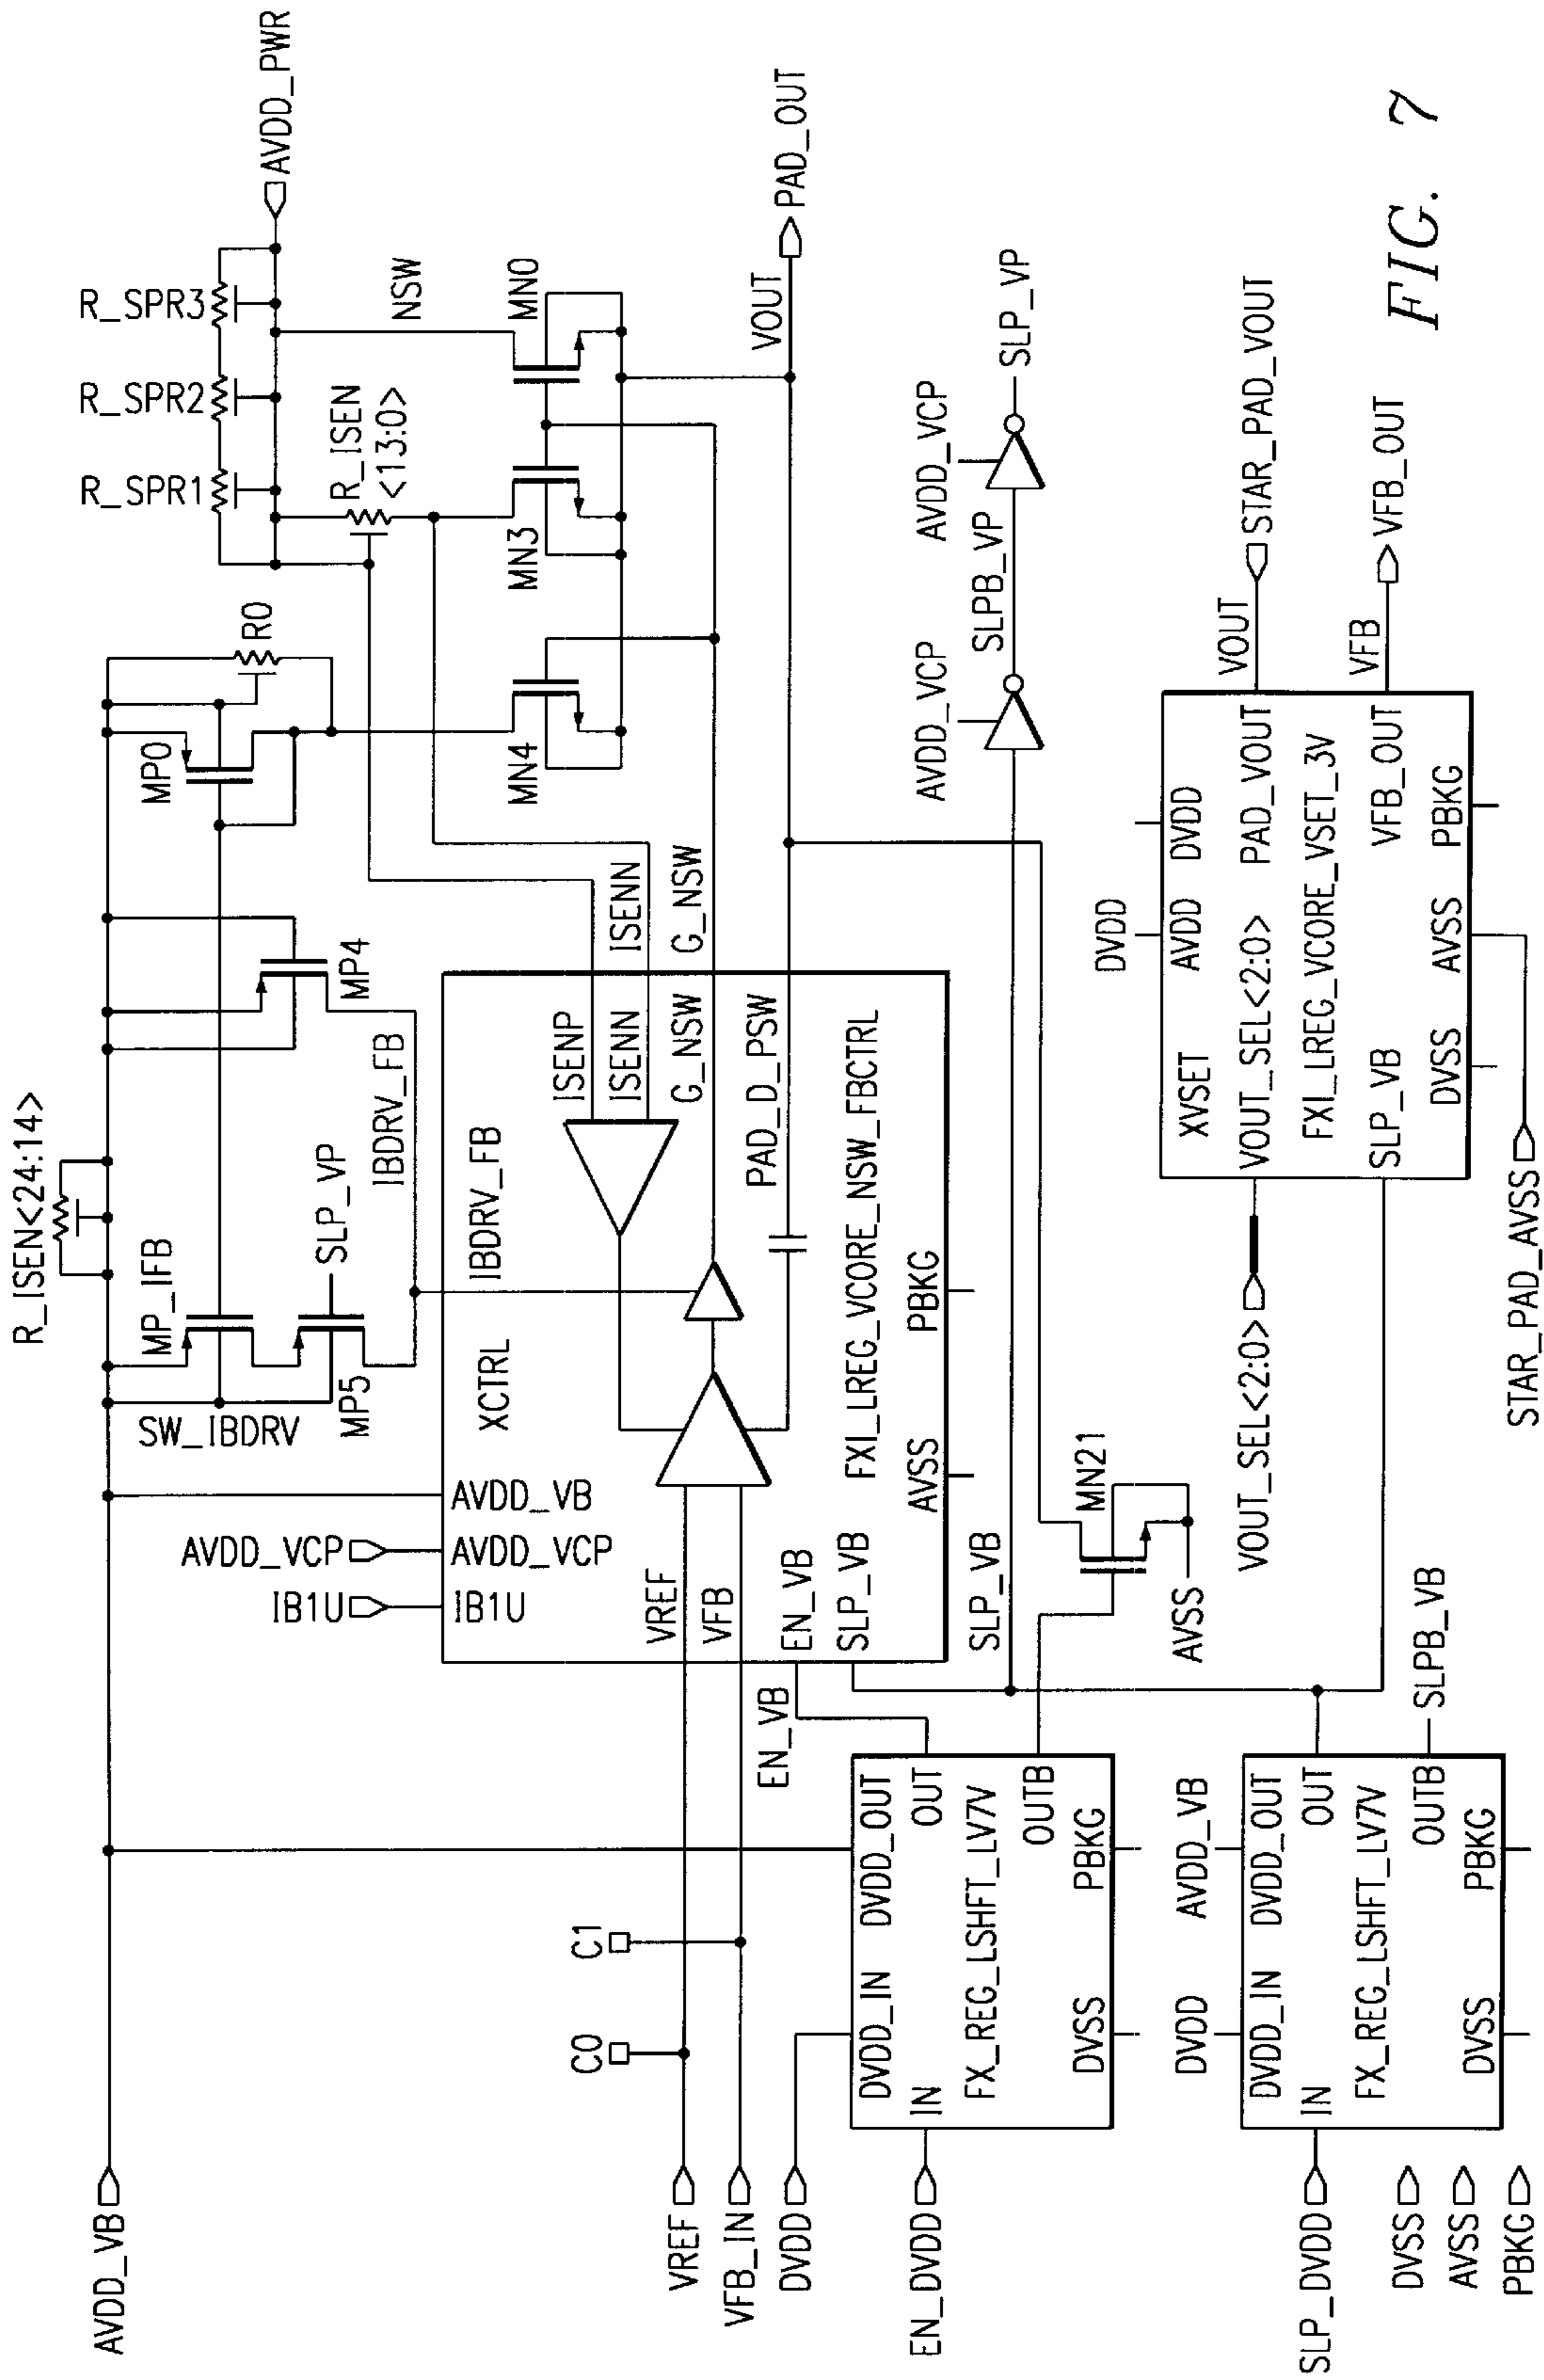 R_ISEN<24:14>
R_SPR1
R_SPR2
R_SPR3
AVDD_PWR
AVDD_VB
MP_IFB
SLP_VP
SW_IBDRV
MP5
MP4
IBDRV_FB
MP0
R0
R_ISEN
<13:0>
NSW
MN4
MN3
MN0
AVDD_VCP
AVDD_VB
AVDD_VCP
IB1U
IB1U
XCTRL
IBDRV_FB
ISENP
ISENN
ISENN
G_NSW
G_NSW
PAD_D_PSW
VOUT
PAD_OUT
C0
C1
VREF
VREF
VFB_IN
VFB
EN_VB
EN_VB
SLP_VB
FXI_LREG_VCORE_NSW_FBCTRL
AVSS
PBKG
DVDD
DVDD_IN
DVDD_OUT
EN_DVDD
IN
OUT
FX_REG_LSHFT_LV7V
OUTB
DVSS
PBKG
SLP_VB
MN21
AVSS
AVDD_VCP
SLPB_VP
AVDD_VCP
SLP_VP
DVDD
AVDD_VB
DVDD_IN
DVDD_OUT
SLP_DVDD
IN
OUT
FX_REG_LSHFT_LV7V
OUTB
SLPB_VB
DVSS
PBKG
DVSS
AVSS
PBKG
DVDD
XVSET
AVDD
DVDD
VOUT_SEL<2:0>
VOUT_SEL<2:0>
PAD_VOUT
VOUT
STAR_PAD_VOUT
FXI_LREG_VCORE_VSET_3V
SLP_VB
VFB_OUT
VFB
VFB_OUT
DVSS
AVSS
PBKG
STAR_PAD_AVSS
FIG. 7